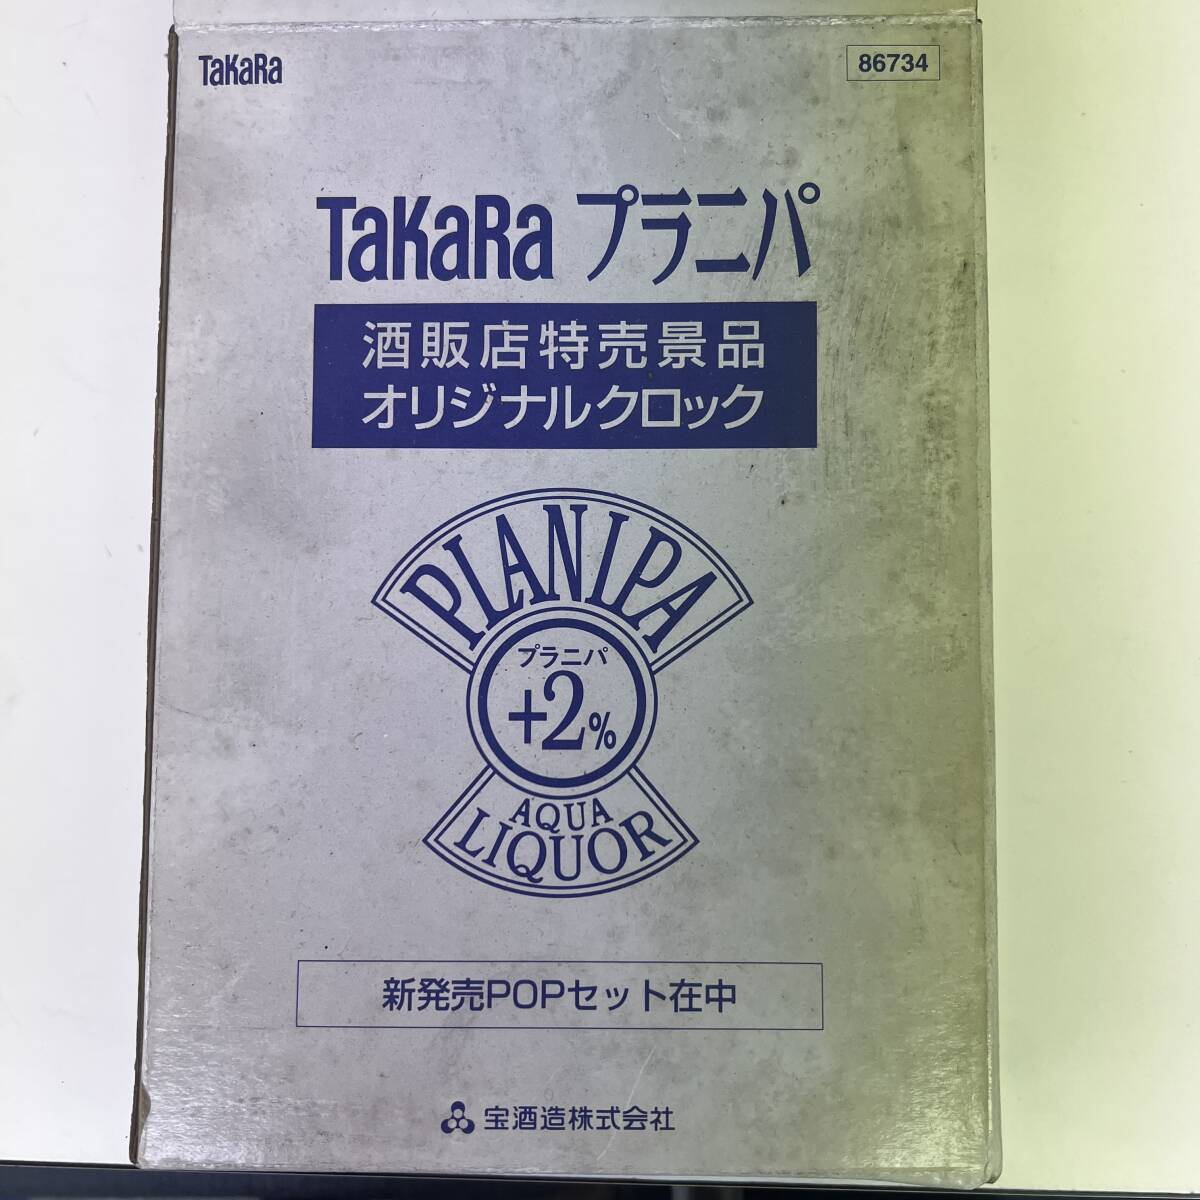 TaKaRa
86734
TaKaRa プラニパ
酒販店特売景品
オリジナルクロック
PLANIPA
プラニパ
+2%
AQUA
LIQUOR
新発売POPセット在中
宝酒造株式会社